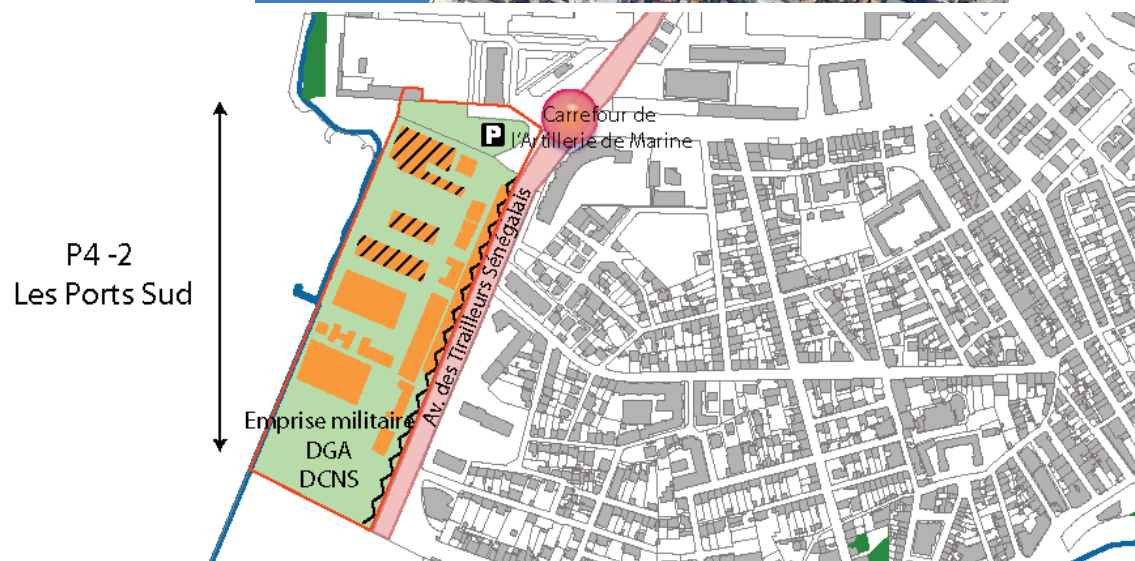 P
Carrefour de
l'Artillerie de Marine
Av. des Tirailleurs Sénégalais
P4 -2
Les Ports Sud
Emprise militaire
DGA
DCNS